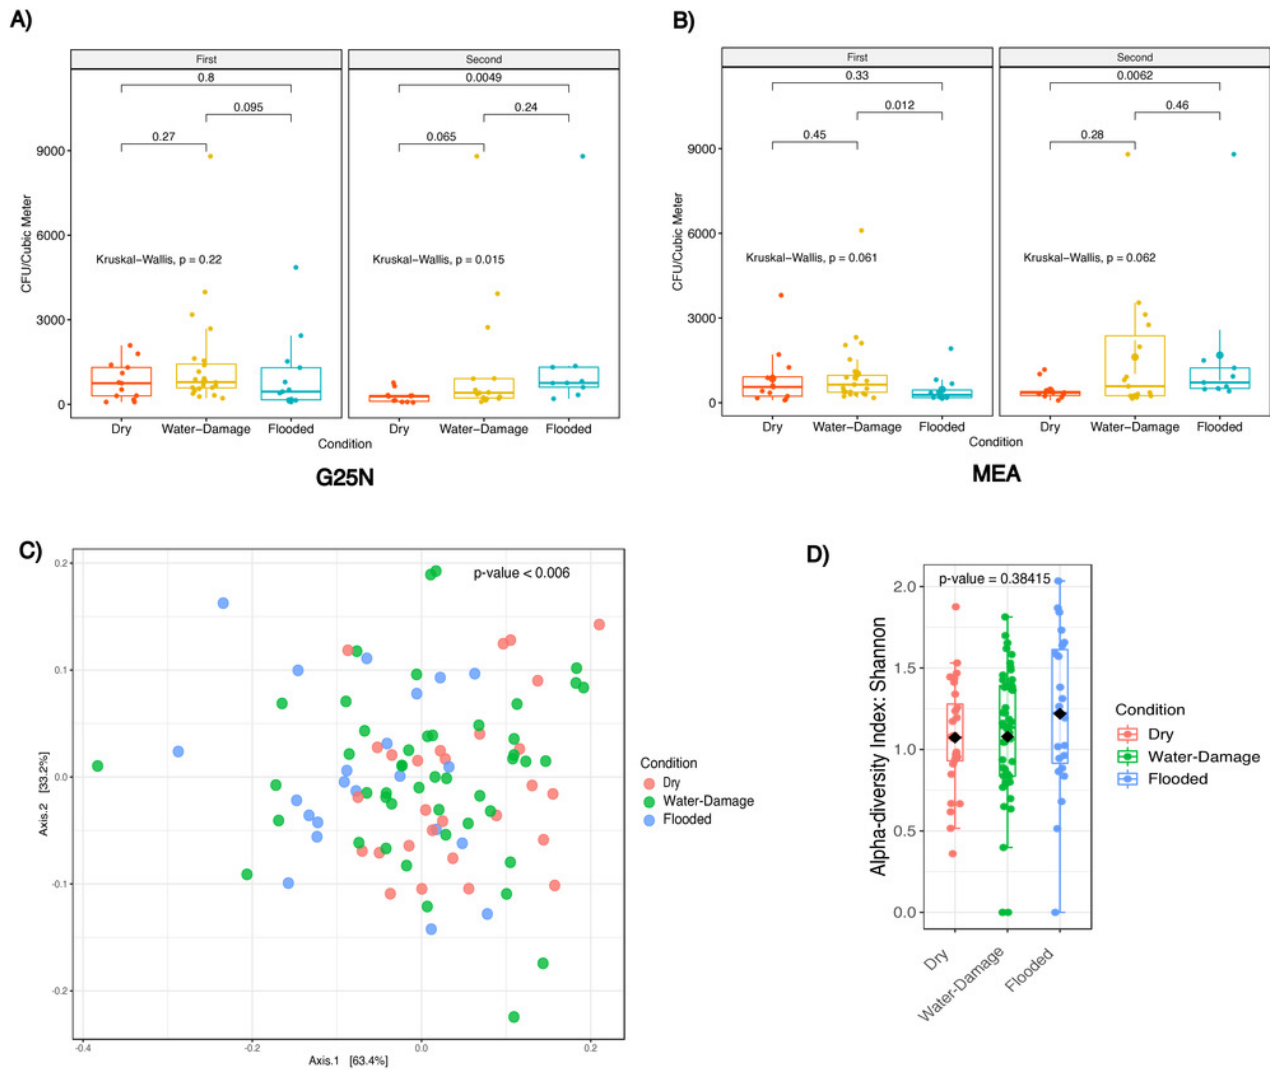 A)
First
Second
0.8
0.0049
0.095
0.24
0.27
0.065
9000
6000
3000
0
CFU/Cubic Meter
Kruskal−Wallis, p = 0.22
Kruskal−Wallis, p = 0.015
Dry
Water−Damage
Flooded
Dry
Water−Damage
Flooded
Condition
G25N
B)
First
Second
0.33
0.0062
0.012
0.46
0.45
0.28
9000
6000
3000
0
CFU/Cubic Meter
Kruskal−Wallis, p = 0.061
Kruskal−Wallis, p = 0.062
Dry
Water−Damage
Flooded
Dry
Water−Damage
Flooded
Condition
MEA
C)
p-value < 0.006
0.2
0.1
0.0
-0.1
-0.2
Axis.2 [33.2%]
-0.4
-0.2
0.0
0.2
Axis.1 [63.4%]
Condition
Dry
Water-Damage
Flooded
D)
p-value = 0.38415
2.0
1.5
1.0
0.5
0.0
Alpha-diversity Index: Shannon
Dry
Water-Damage
Flooded
Condition
Dry
Water-Damage
Flooded